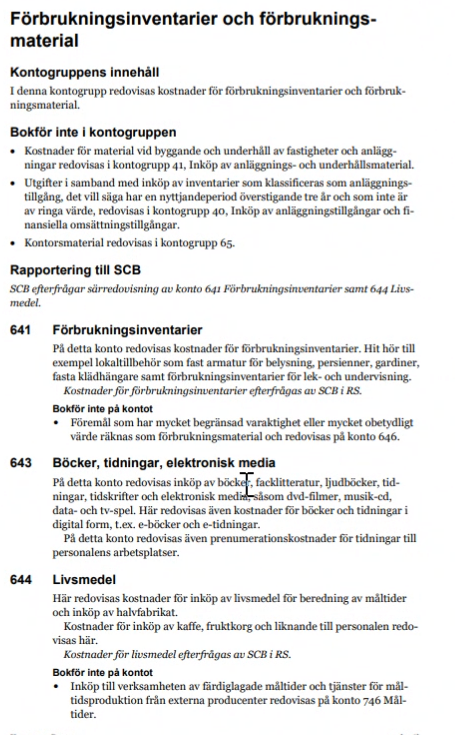 Förbrukningsinventarier och förbruknings-
material
Kontogruppens innehåll
I denna kontogrupp redovisas kostnader för förbrukningsinventarier och förbruk-
ningsmaterial.
Bokför inte i kontogruppen
• Kostnader för material vid byggande och underhåll av fastigheter och anlägg-
ningar redovisas i kontogrupp 41, Inköp av anläggnings- och underhållsmaterial.
• Utgifter i samband med inköp av inventarier som klassificeras som anläggnings-
tillgång, det vill säga har en nyttjandeperiod överstigande tre år och som inte är
av ringa värde, redovisas i kontogrupp 40, Inköp av anläggningstillgångar och fi-
nansiella omsättningstillgångar.
• Kontorsmaterial redovisas i kontogrupp 65.
Rapportering till SCB
SCB efterfrågar särredovisning av konto 641 Förbrukningsinventarier samt 644 Livs-
medel.
641 Förbrukningsinventarier
På detta konto redovisas kostnader för förbrukningsinventarier. Hit hör till
exempel lokaltillbehör som fast armatur för belysning, persienner, gardiner,
fasta klädhängare samt förbrukningsinventarier för lek- och undervisning.
Kostnader för förbrukningsinventarier efterfrågas av SCB i RS.
Bokför inte på kontot
• Föremål som har mycket begränsad varaktighet eller mycket obetydligt
värde räknas som förbrukningsmaterial och redovisas på konto 646.
643 Böcker, tidningar, elektronisk media
På detta konto redovisas inköp av böcker, facklitteratur, ljudböcker, tid-
ningar, tidskrifter och elektronisk media, såsom dvd-filmer, musik-cd,
data- och tv-spel. Här redovisas även kostnader för böcker och tidningar i
digital form, t.ex. e-böcker och e-tidningar.
På detta konto redovisas även prenumerationskostnader för tidningar till
personalens arbetsplatser.
644 Livsmedel
Här redovisas kostnader för inköp av livsmedel för beredning av måltider
och inköp av halvfabrikat.
Kostnader för inköp av kaffe, fruktkorg och liknande till personalen redo-
visas här.
Kostnader för livsmedel efterfrågas av SCB i RS.
Bokför inte på kontot
• Inköp till verksamheten av färdiglagade måltider och tjänster för mål-
tidsproduktion från externa producenter redovisas på konto 746 Mål-
tider.